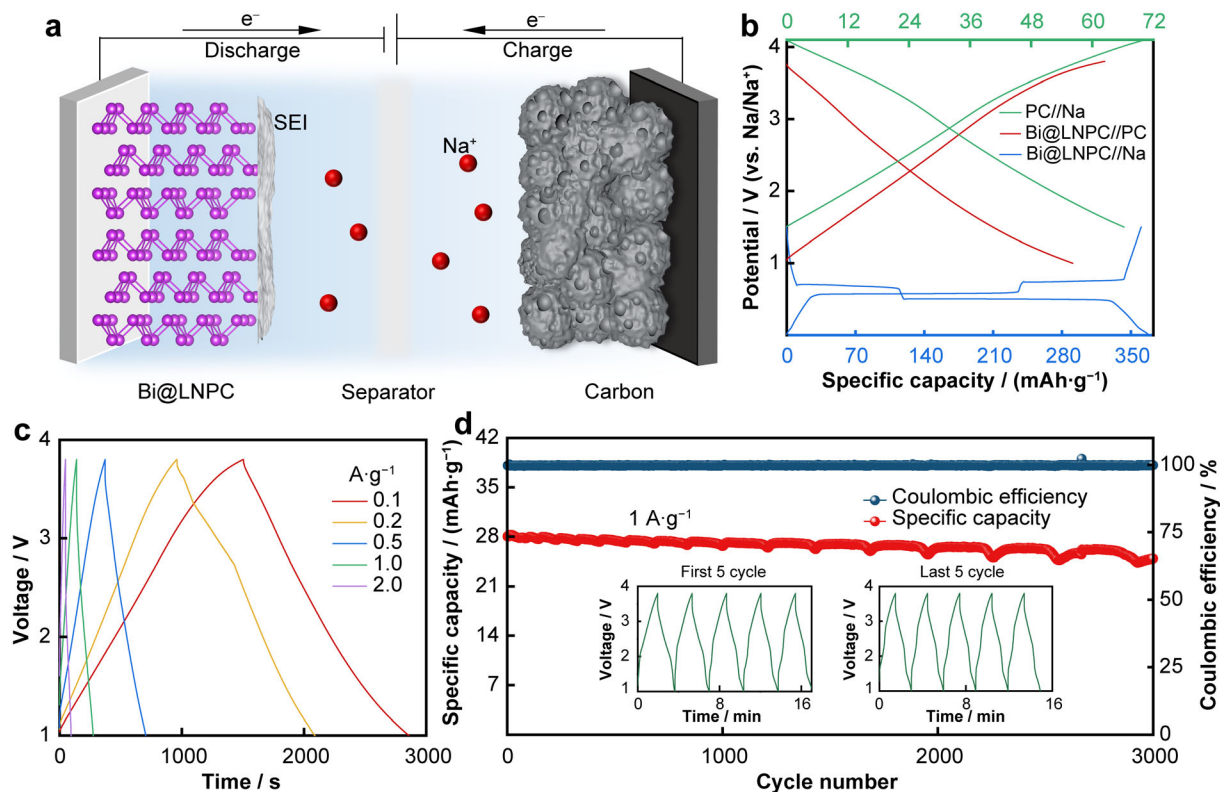 a
e⁻
e⁻
Discharge
Charge
SEI
Na⁺
Bi@LNPC
Separator
Carbon
b
0 12 24 36 48 60 72
4
3
2
1
Potential / V (vs. Na/Na⁺)
PC//Na
Bi@LNPC//PC
Bi@LNPC//Na
0 70 140 210 280 350
Specific capacity / (mAh·g⁻¹)
c
4
3
2
1
Voltage / V
A·g⁻¹
0.1
0.2
0.5
1.0
2.0
0 1000 2000 3000
Time / s
d
42
35
28
21
14
7
Specific capacity / (mAh·g⁻¹)
Coulombic efficiency
Specific capacity
1 A·g⁻¹
First 5 cycle
4
3
2
1
Voltage / V
0 8 16
Time / min
Last 5 cycle
4
3
2
1
Voltage / V
0 8 16
Time / min
100
75
50
25
0
Coulombic efficiency / %
0 1000 2000 3000
Cycle number